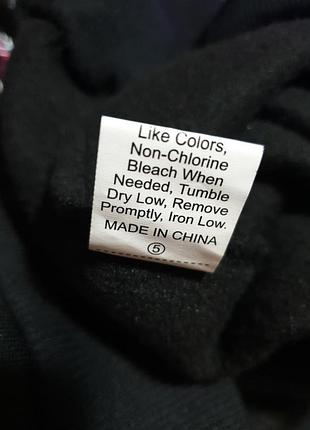 Like Colors,
Non-Chlorine
Bleach When
Needed, Tumble
Dry Low, Remove
Promptly, Iron Low.
MADE IN CHINA
5